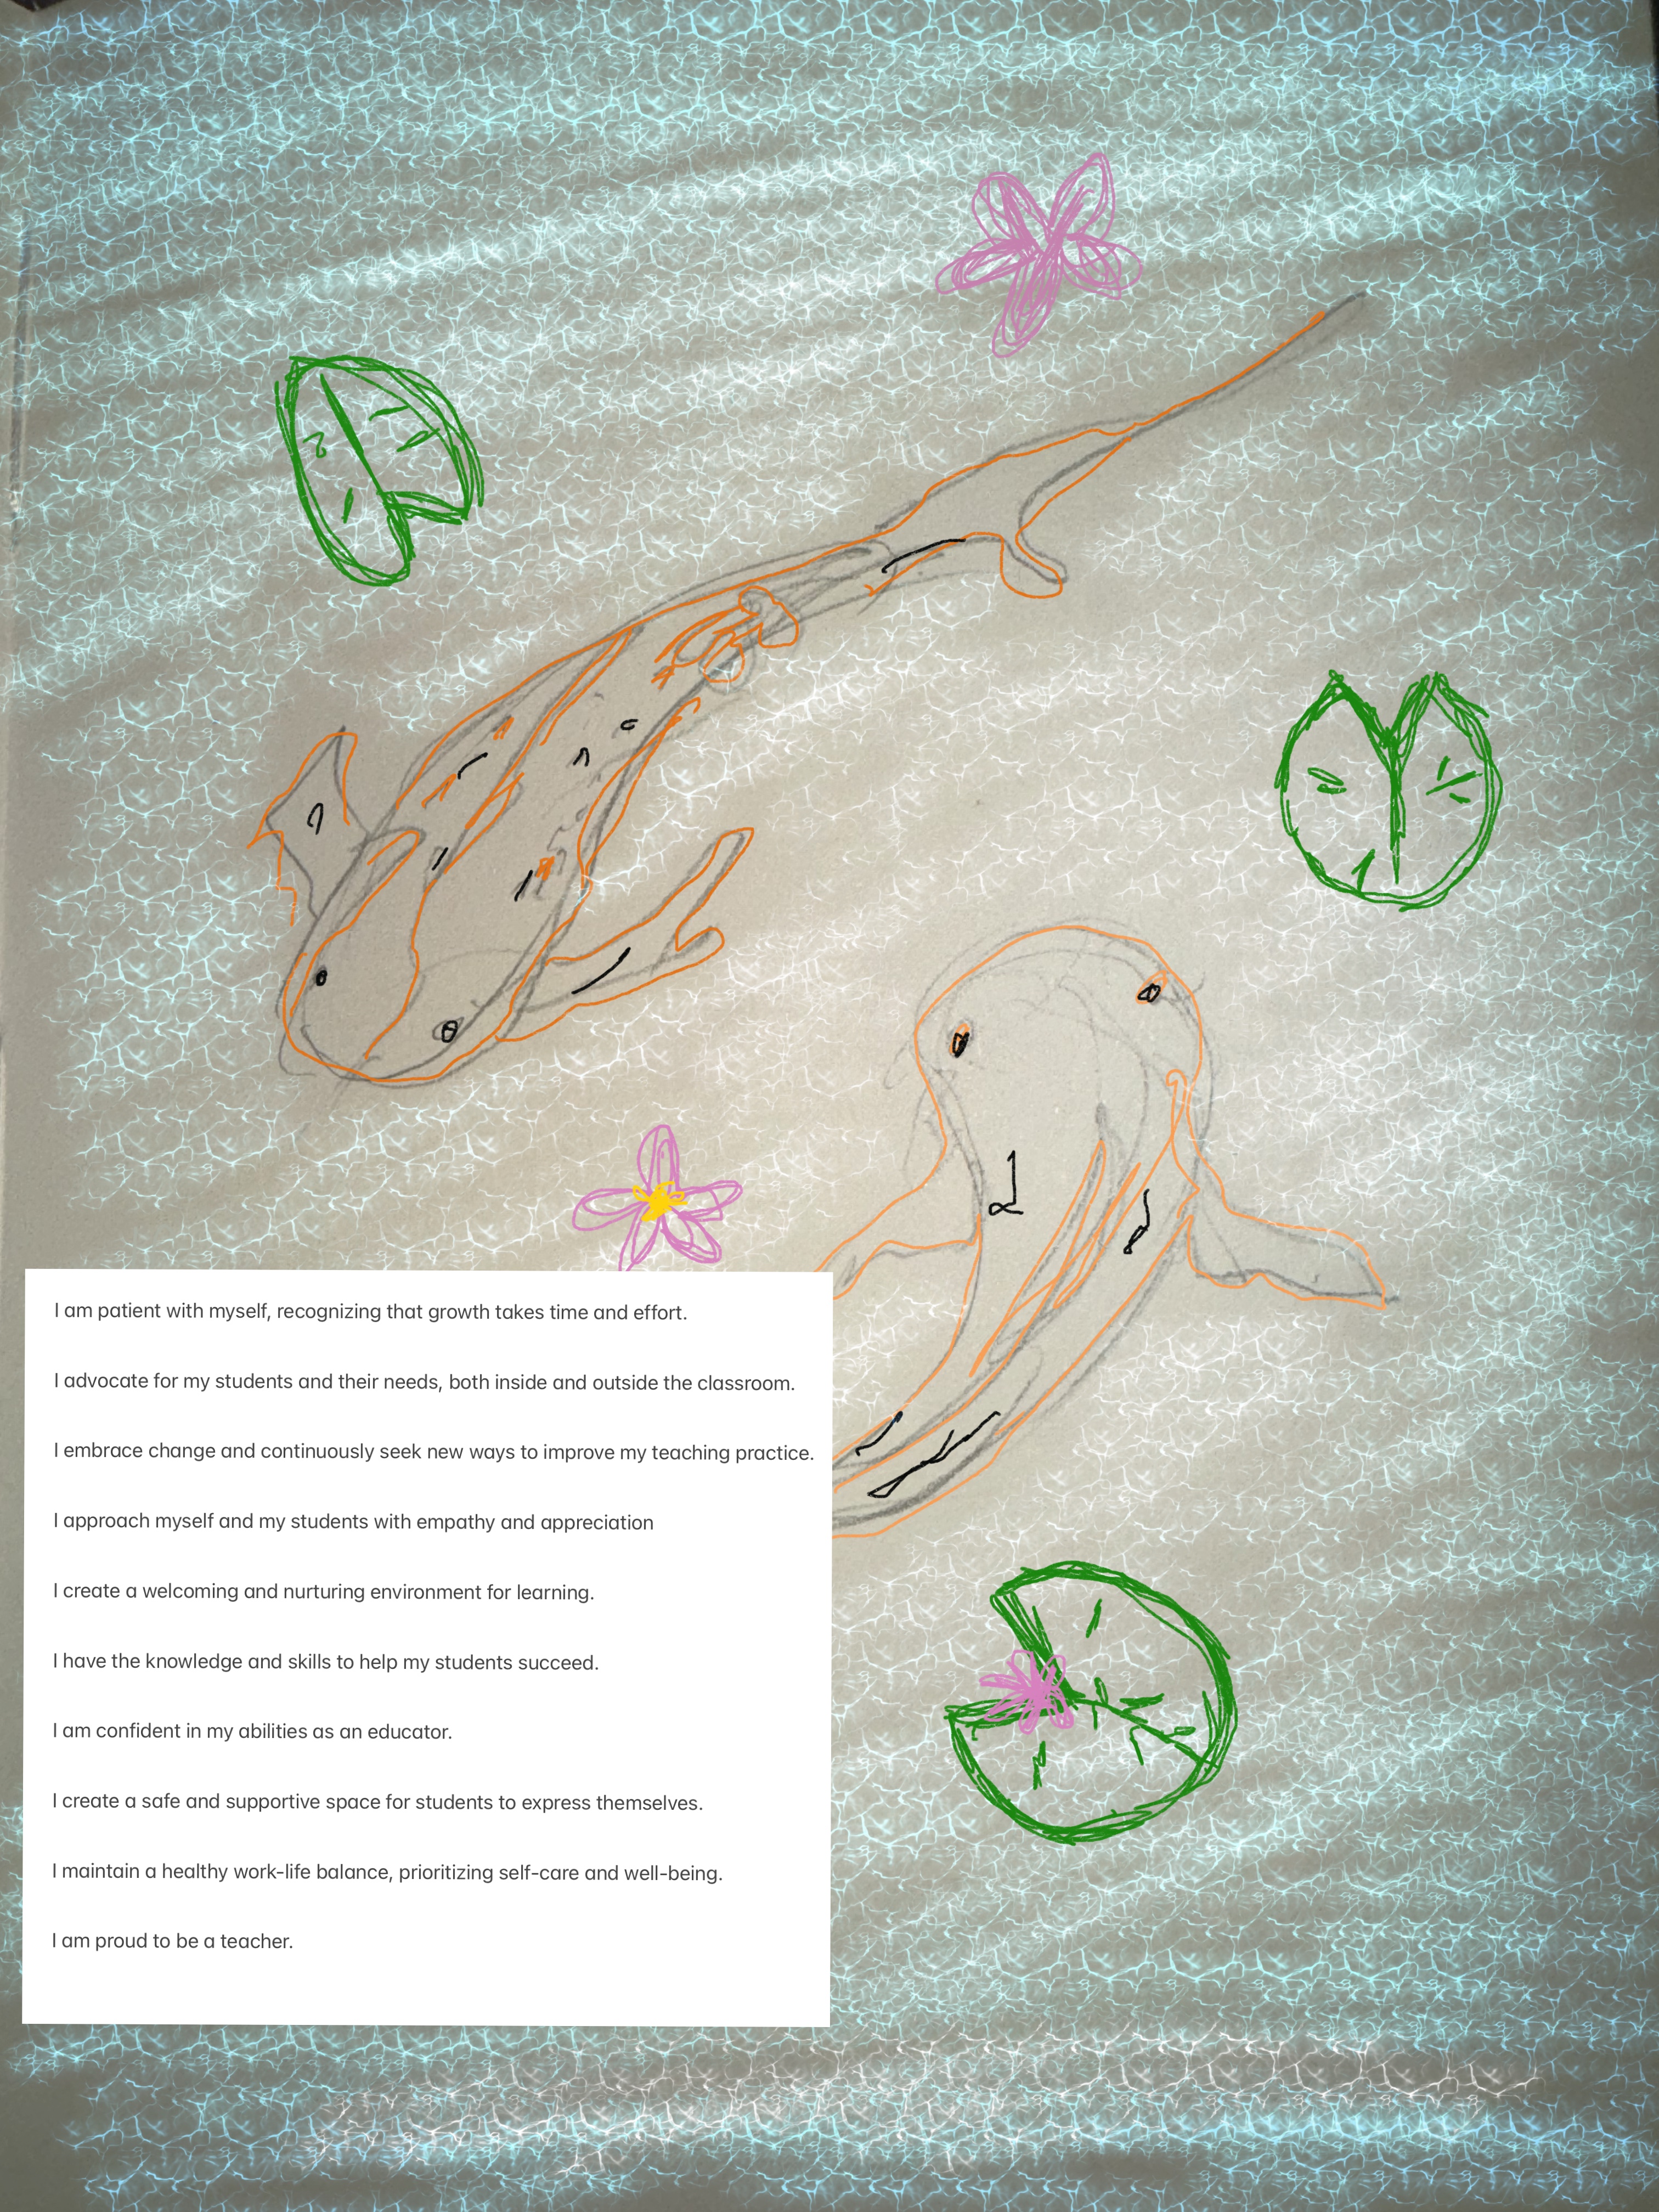 I am patient with myself, recognizing that growth takes time and effort.
I advocate for my students and their needs, both inside and outside the classroom.
I embrace change and continuously seek new ways to improve my teaching practice.
I approach myself and my students with empathy and appreciation
I create a welcoming and nurturing environment for learning.
I have the knowledge and skills to help my students succeed.
I am confident in my abilities as an educator.
I create a safe and supportive space for students to express themselves.
I maintain a healthy work-life balance, prioritizing self-care and well-being.
I am proud to be a teacher.